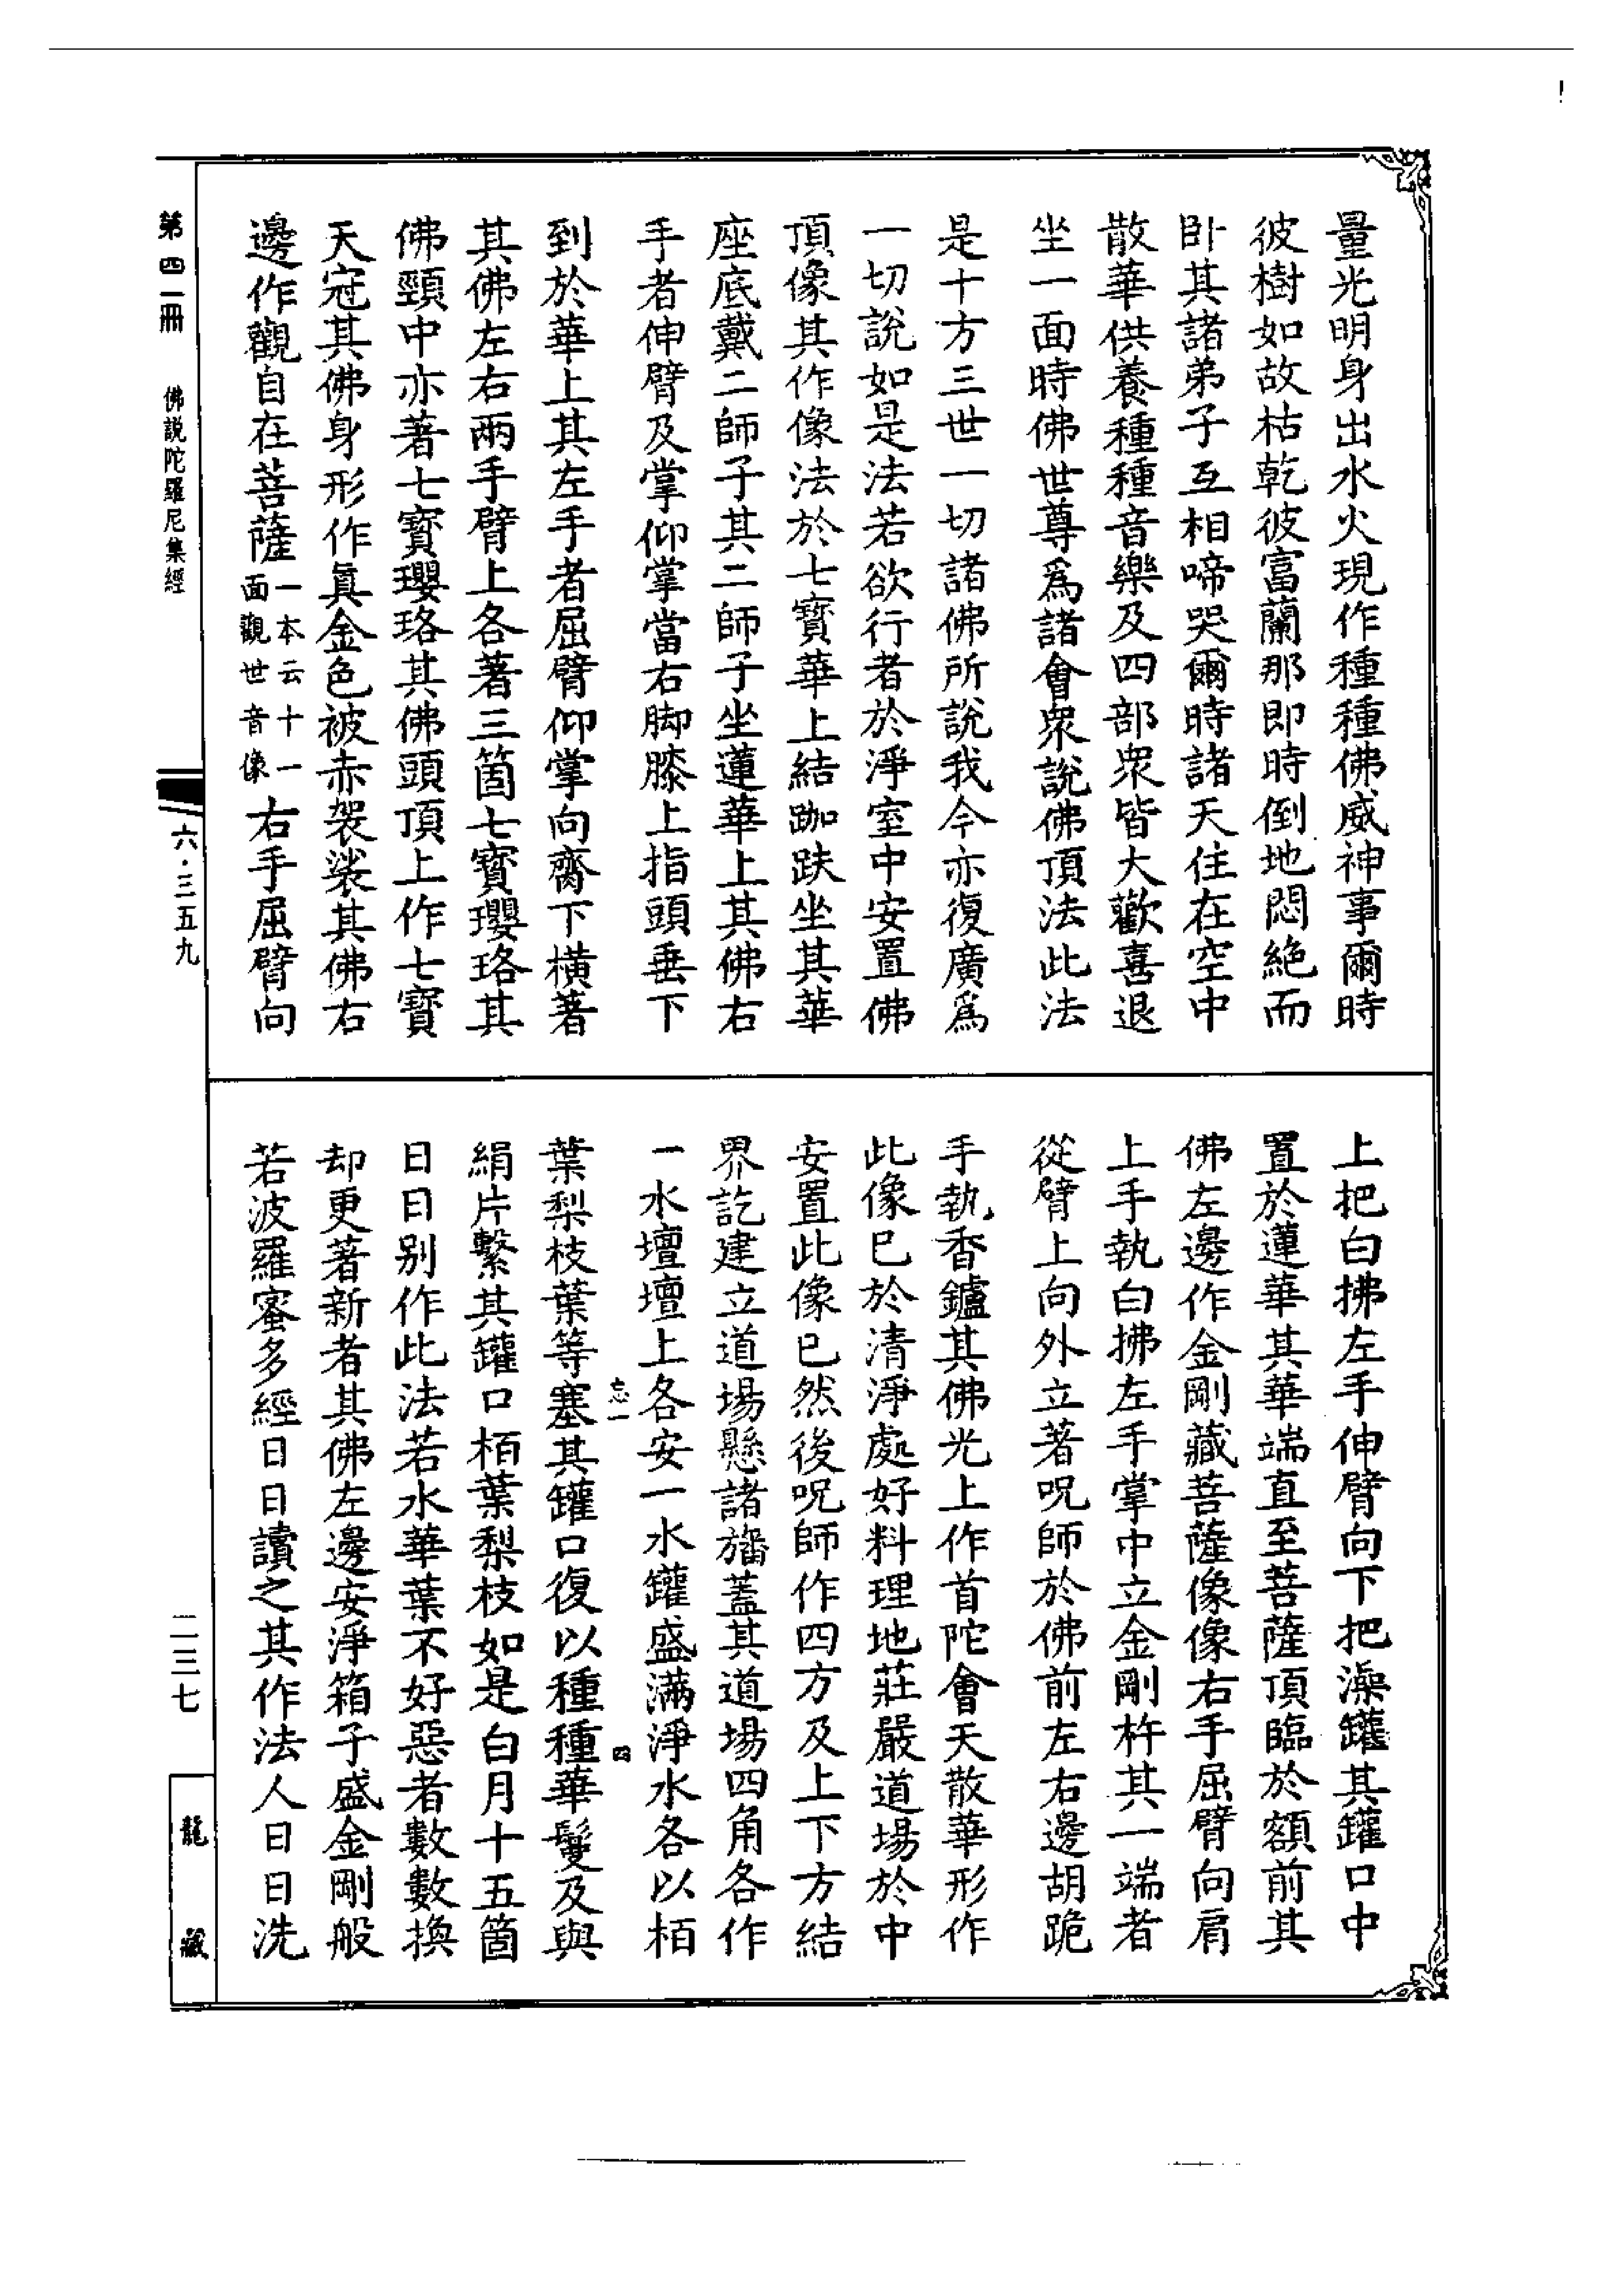 量光明身出水火現作種種佛威神事爾時
彼樹如故枯乾彼富蘭那即時倒地悶絶而
卧其諸弟子互相啼哭爾時諸天住在空中
散華供養種種音樂及四部衆皆大歡喜退
坐一面時佛世尊爲諸會衆說佛頂法此法
是十方三世一切諸佛所說我今亦復廣爲
一切說如是法若欲行者於淨室中安置佛
頂像其作像法於七寳華上結跏趺坐其華
座底戴二師子其二師子坐蓮華上其佛右
手者伸臂及掌仰掌當右脚膝上指頭垂下
到於華上其左手者屈臂仰掌向臍下横著
其佛左右兩手臂上各著三箇七寳瓔珞其
佛頸中亦著七寳瓔珞其佛頭頂上作七寳
天冠其佛身形作眞金色被赤袈裟其佛右
邊作觀自在菩薩一本云十一面觀世音像右手屈臂向
上把白拂左手伸臂向下把澡罐其罐口中
置於蓮華其華端直至菩薩頂臨於額前其
佛左邊作金剛藏菩薩像像右手屈臂向肩
上手執白拂左手掌中立金剛杵其一端者
從臂上向外立著呪師於佛前左右邊胡跪
手執香鑪其佛光上作首陀會天散華形作
此像已於清淨處好料理地莊嚴道場於中
安置此像已然後呪師作四方及上下方結
界訖建立道場懸諸旛蓋其道場四角各作
一水壇壇上各安一水罐盛滿淨水各以栢
葉梨枝葉等塞其罐口復以種種華鬘及與
絹片繫其罐口栢葉梨枝如是白月十五箇
日日别作此法若水華葉不好惡者數數換
却更著新者其佛左邊安淨箱子盛金剛般
若波羅蜜多經日日讀之其作法人日日洗
忘一
四
第四一冊
佛説陀羅尼集經
六·三五九
二三七
龍藏